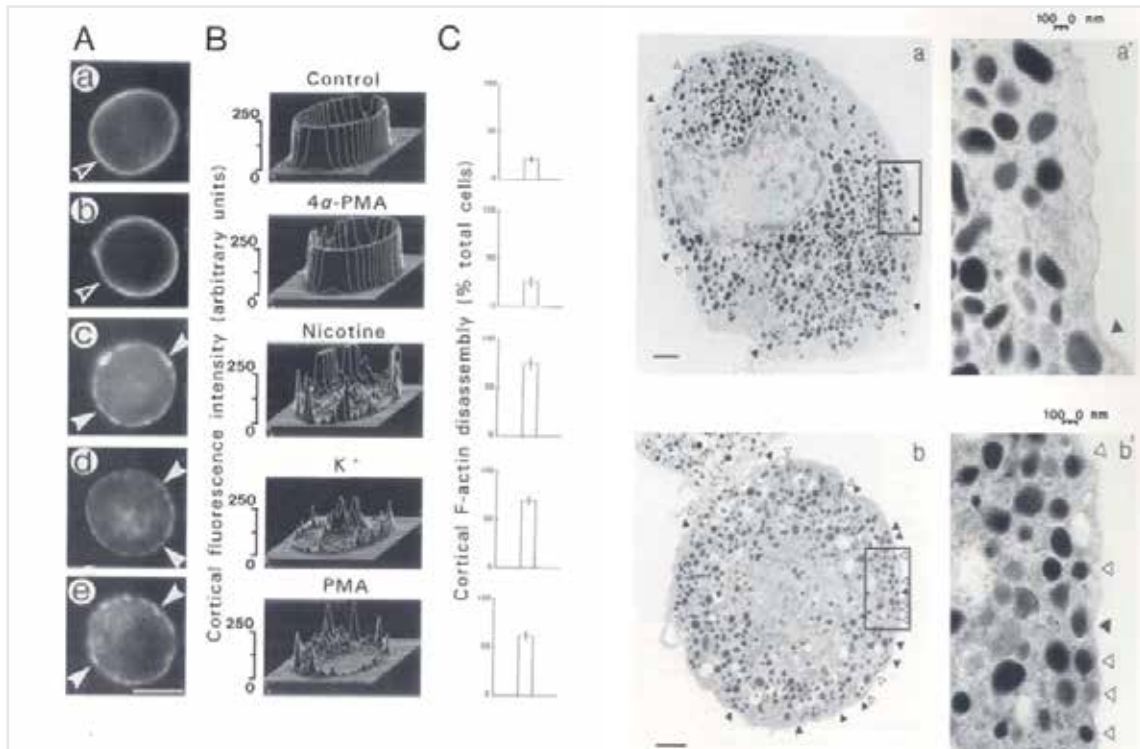 A B C
a
b
c
d
e
Cortical fluorescence intensity (arbitrary units)
Control
250
0
4α-PMA
250
0
Nicotine
250
0
K⁺
250
0
PMA
250
0
Cortical F-actin disassembly (% total cells)
100
50
0
100
50
0
100
50
0
100
50
0
100
50
0
100 0 nm
a
a'
100 0 nm
b
b'